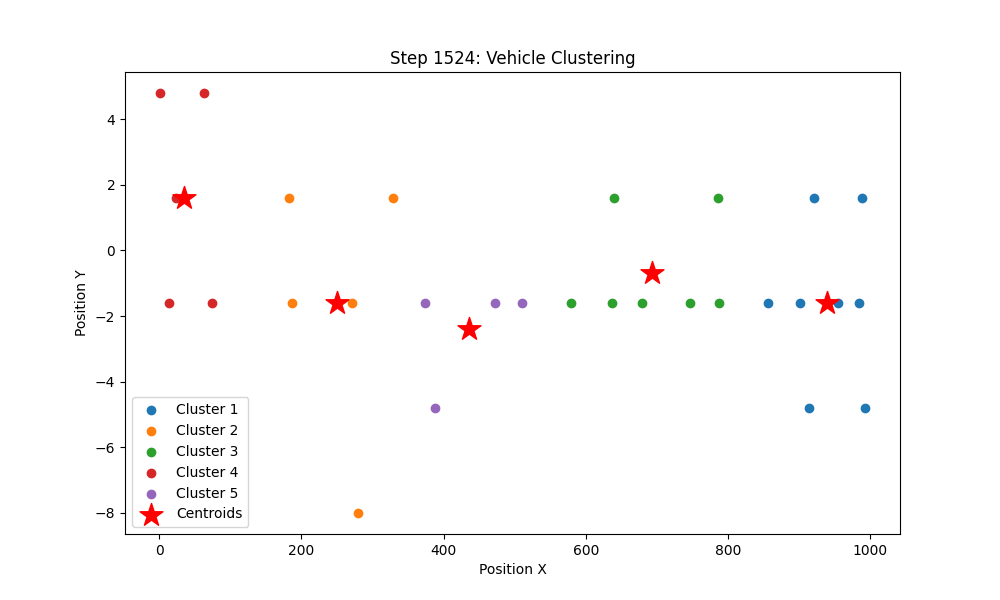 Step 1524: Vehicle Clustering
4
2
0
−2
−4
−6
−8
Position Y
Cluster 1
Cluster 2
Cluster 3
Cluster 4
Cluster 5
Centroids
0 200 400 600 800 1000
Position X